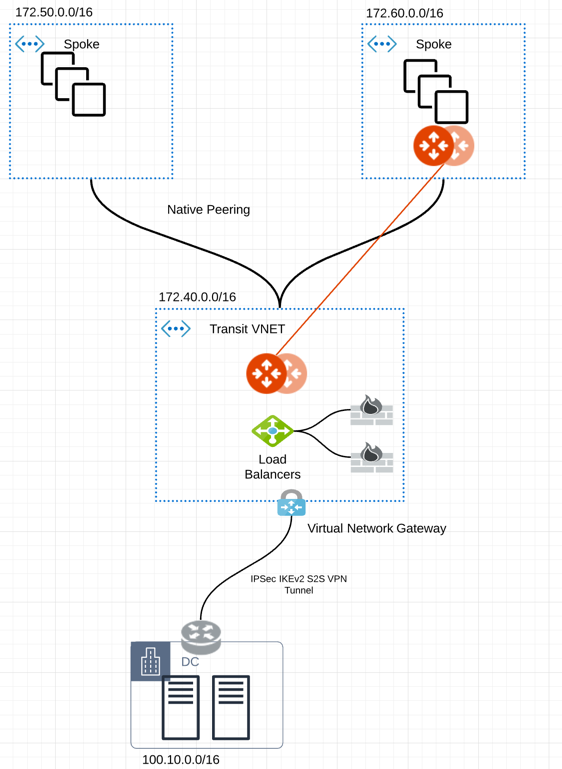 172.50.0.0/16
172.60.0.0/16
Spoke
Spoke
Native Peering
172.40.0.0/16
Transit VNET
Load
Balancers
Virtual Network Gateway
IPSec IKEv2 S2S VPN
Tunnel
DC
100.10.0.0/16